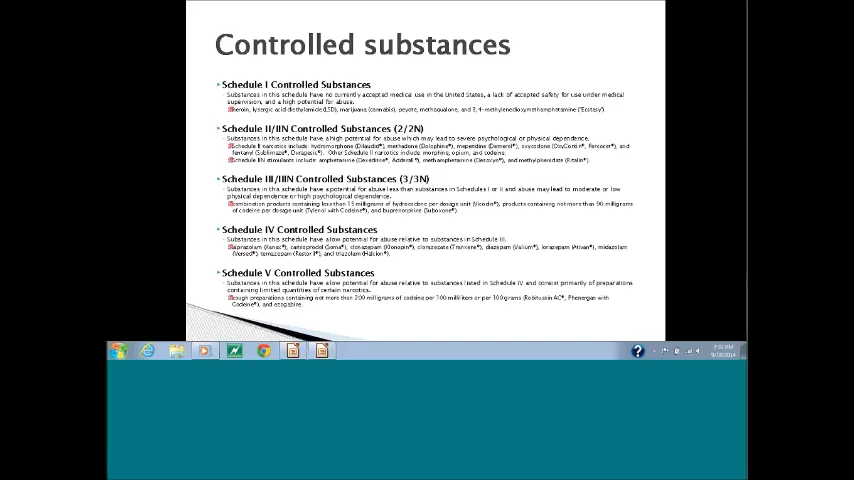 Controlled substances
Schedule I Controlled Substances
Substances in this schedule have no currently accepted medical use in the United States, a lack of accepted safety for use under medical
supervision, and a high potential for abuse.
heroin, lysergic acid diethylamide (LSD), marijuana (cannabis), peyote, methaqualone, and 3,4-methylenedioxymethamphetamine ("Ecstasy").
Schedule II/IIN Controlled Substances (2/2N)
Substances in this schedule have a high potential for abuse which may lead to severe psychological or physical dependence.
Schedule II narcotics include: hydromorphone (Dilaudid®), methadone (Dolophine®), meperidine (Demerol®), oxycodone (OxyContin®, Percocet®), and
fentanyl (Sublimaze®, Duragesic®). Other Schedule II narcotics include: morphine, opium, and codeine.
Schedule IIN stimulants include: amphetamine (Dexedrine®, Adderall®), methamphetamine (Desoxyn®), and methylphenidate (Ritalin®).
Schedule III/IIIN Controlled Substances (3/3N)
Substances in this schedule have a potential for abuse less than substances in Schedules I or II and abuse may lead to moderate or low
physical dependence or high psychological dependence.
combination products containing less than 15 milligrams of hydrocodone per dosage unit (Vicodin®), products containing not more than 90 milligrams
of codeine per dosage unit (Tylenol with Codeine®), and buprenorphine (Suboxone®).
Schedule IV Controlled Substances
Substances in this schedule have a low potential for abuse relative to substances in Schedule III.
alprazolam (Xanax®), carisoprodol (Soma®), clonazepam (Klonopin®), clorazepate (Tranxene®), diazepam (Valium®), lorazepam (Ativan®), midazolam
(Versed®), temazepam (Restoril®), and triazolam (Halcion®).
Schedule V Controlled Substances
Substances in this schedule have a low potential for abuse relative to substances listed in Schedule IV and consist primarily of preparations
containing limited quantities of certain narcotics.
cough preparations containing not more than 200 milligrams of codeine per 100 milliliters or per 100 grams (Robitussin AC®, Phenergan with
Codeine®), and ezogabine.
7:33 PM
9/18/2014